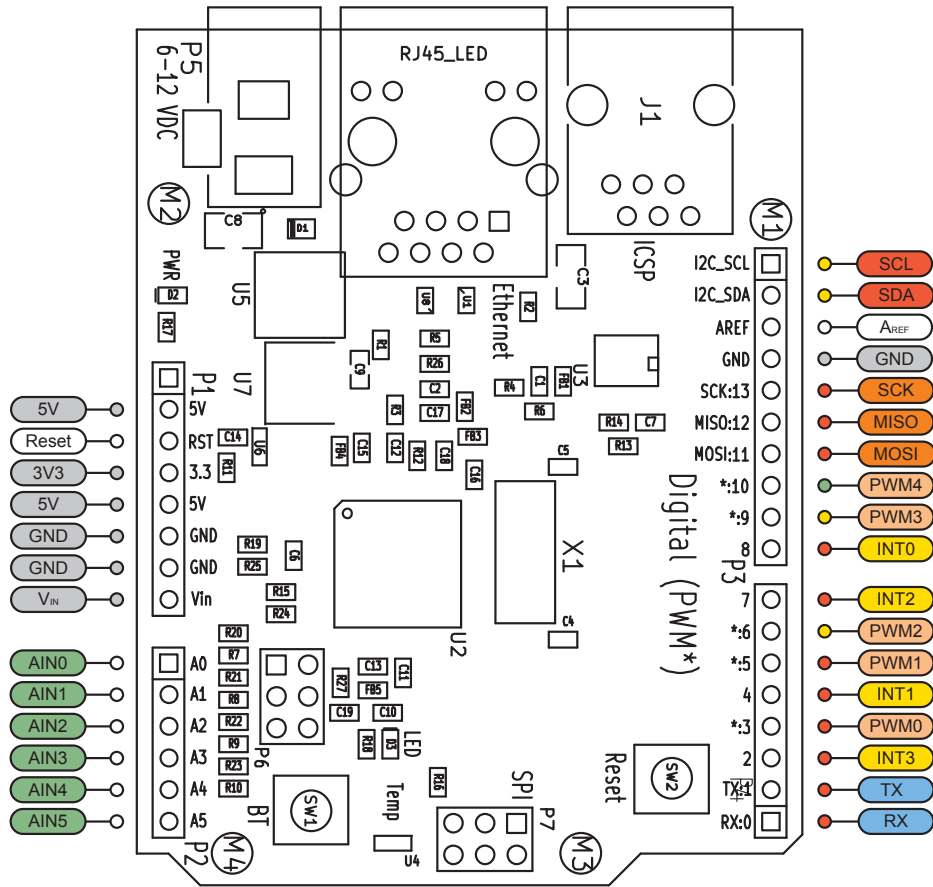 P5
6-12 VDC
RJ45_LED
J1
M2
C8
D1
M1
ICSP
C3
PWR
D2
R17
U5
U8
U1
Ethernet
R2
I2C_SCL
SCL
I2C_SDA
SDA
AREF
AREF
GND
GND
SCK:13
SCK
MISO:12
MISO
MOSI:11
MOSI
*:10
PWM4
*:9
PWM3
8
INT0
P3
7
INT2
*:6
PWM2
*:5
PWM1
4
INT1
*:3
PWM0
2
INT3
TX:1
TX
RX:0
RX
Digital (PWM*)
U7
R1
C9
R5
R26
C2
C17
R3
FB2
FB3
R4
C1
FB1
R6
U3
R14
C7
R13
P1
5V
5V
Reset
RST
3V3
3.3
5V
5V
GND
GND
GND
GND
VIN
Vin
C14
U6
R11
FB4
C15
C12
R12
C18
C16
C5
X1
C4
U2
R19
R25
C6
R15
R24
R20
R7
R21
R8
R22
R9
R23
R10
AIN0
A0
AIN1
A1
AIN2
A2
AIN3
A3
AIN4
A4
AIN5
A5
P2
P6
R27
C13
C11
FB5
C19
C10
R18
D3
LED
R16
BT
SW1
Temp
U4
SPI
P7
Reset
SW2
M4
M3